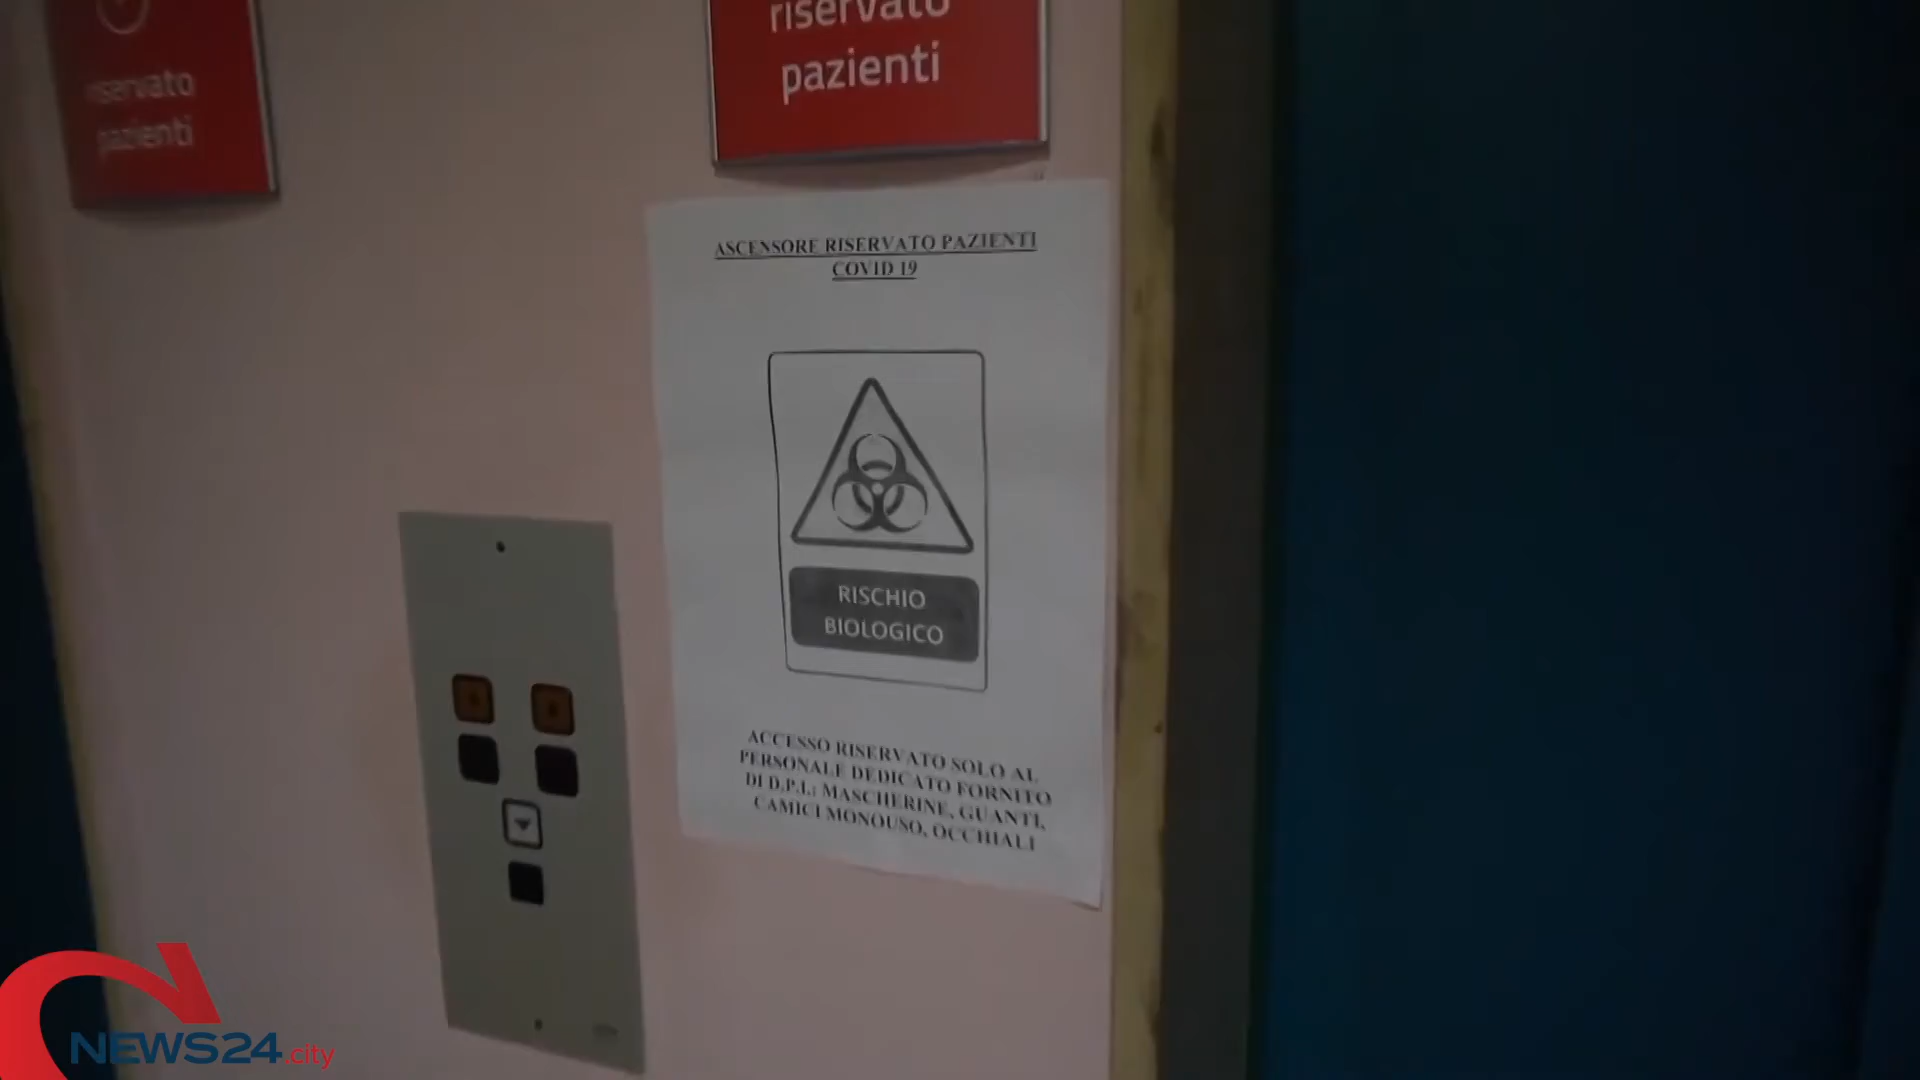 riservato
pazienti
riservato
pazienti
ASCENSORE RISERVATO PAZIENTI
COVID 19
RISCHIO
BIOLOGICO
ACCESSO RISERVATO SOLO AL
PERSONALE DEDICATO FORNITO
DI D.P.I.: MASCHERINE, GUANTI,
CAMICI MONOUSO, OCCHIALI
NEWS24.city